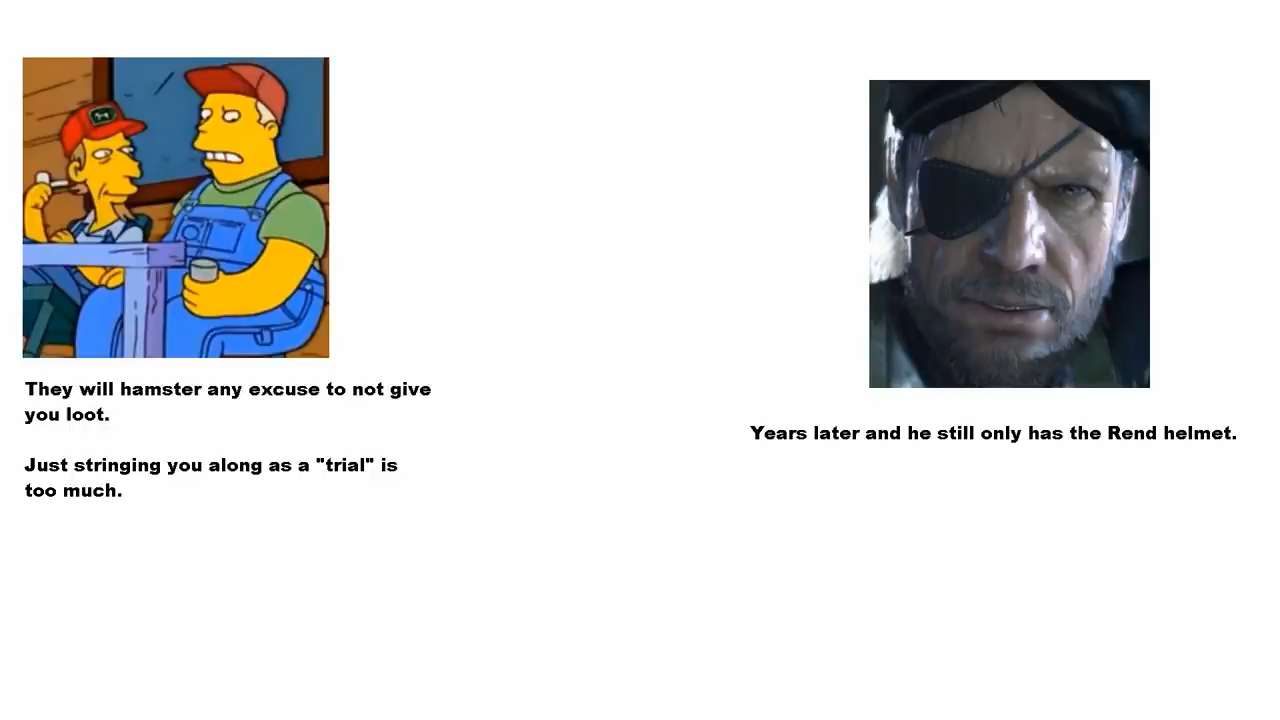 They will hamster any excuse to not give
you loot.
Just stringing you along as a "trial" is
too much.
Years later and he still only has the Rend helmet.